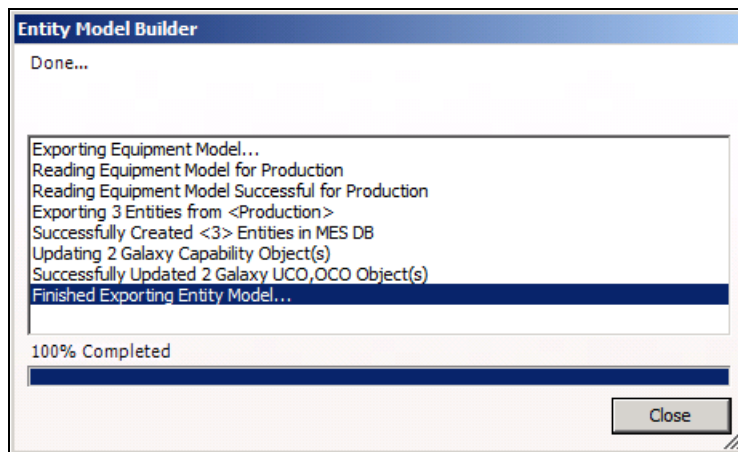 Entity Model Builder
Done...
Exporting Equipment Model...
Reading Equipment Model for Production
Reading Equipment Model Successful for Production
Exporting 3 Entities from <Production>
Successfully Created <3> Entities in MES DB
Updating 2 Galaxy Capability Object(s)
Successfully Updated 2 Galaxy UCO,OCO Object(s)
Finished Exporting Entity Model...
100% Completed
Close